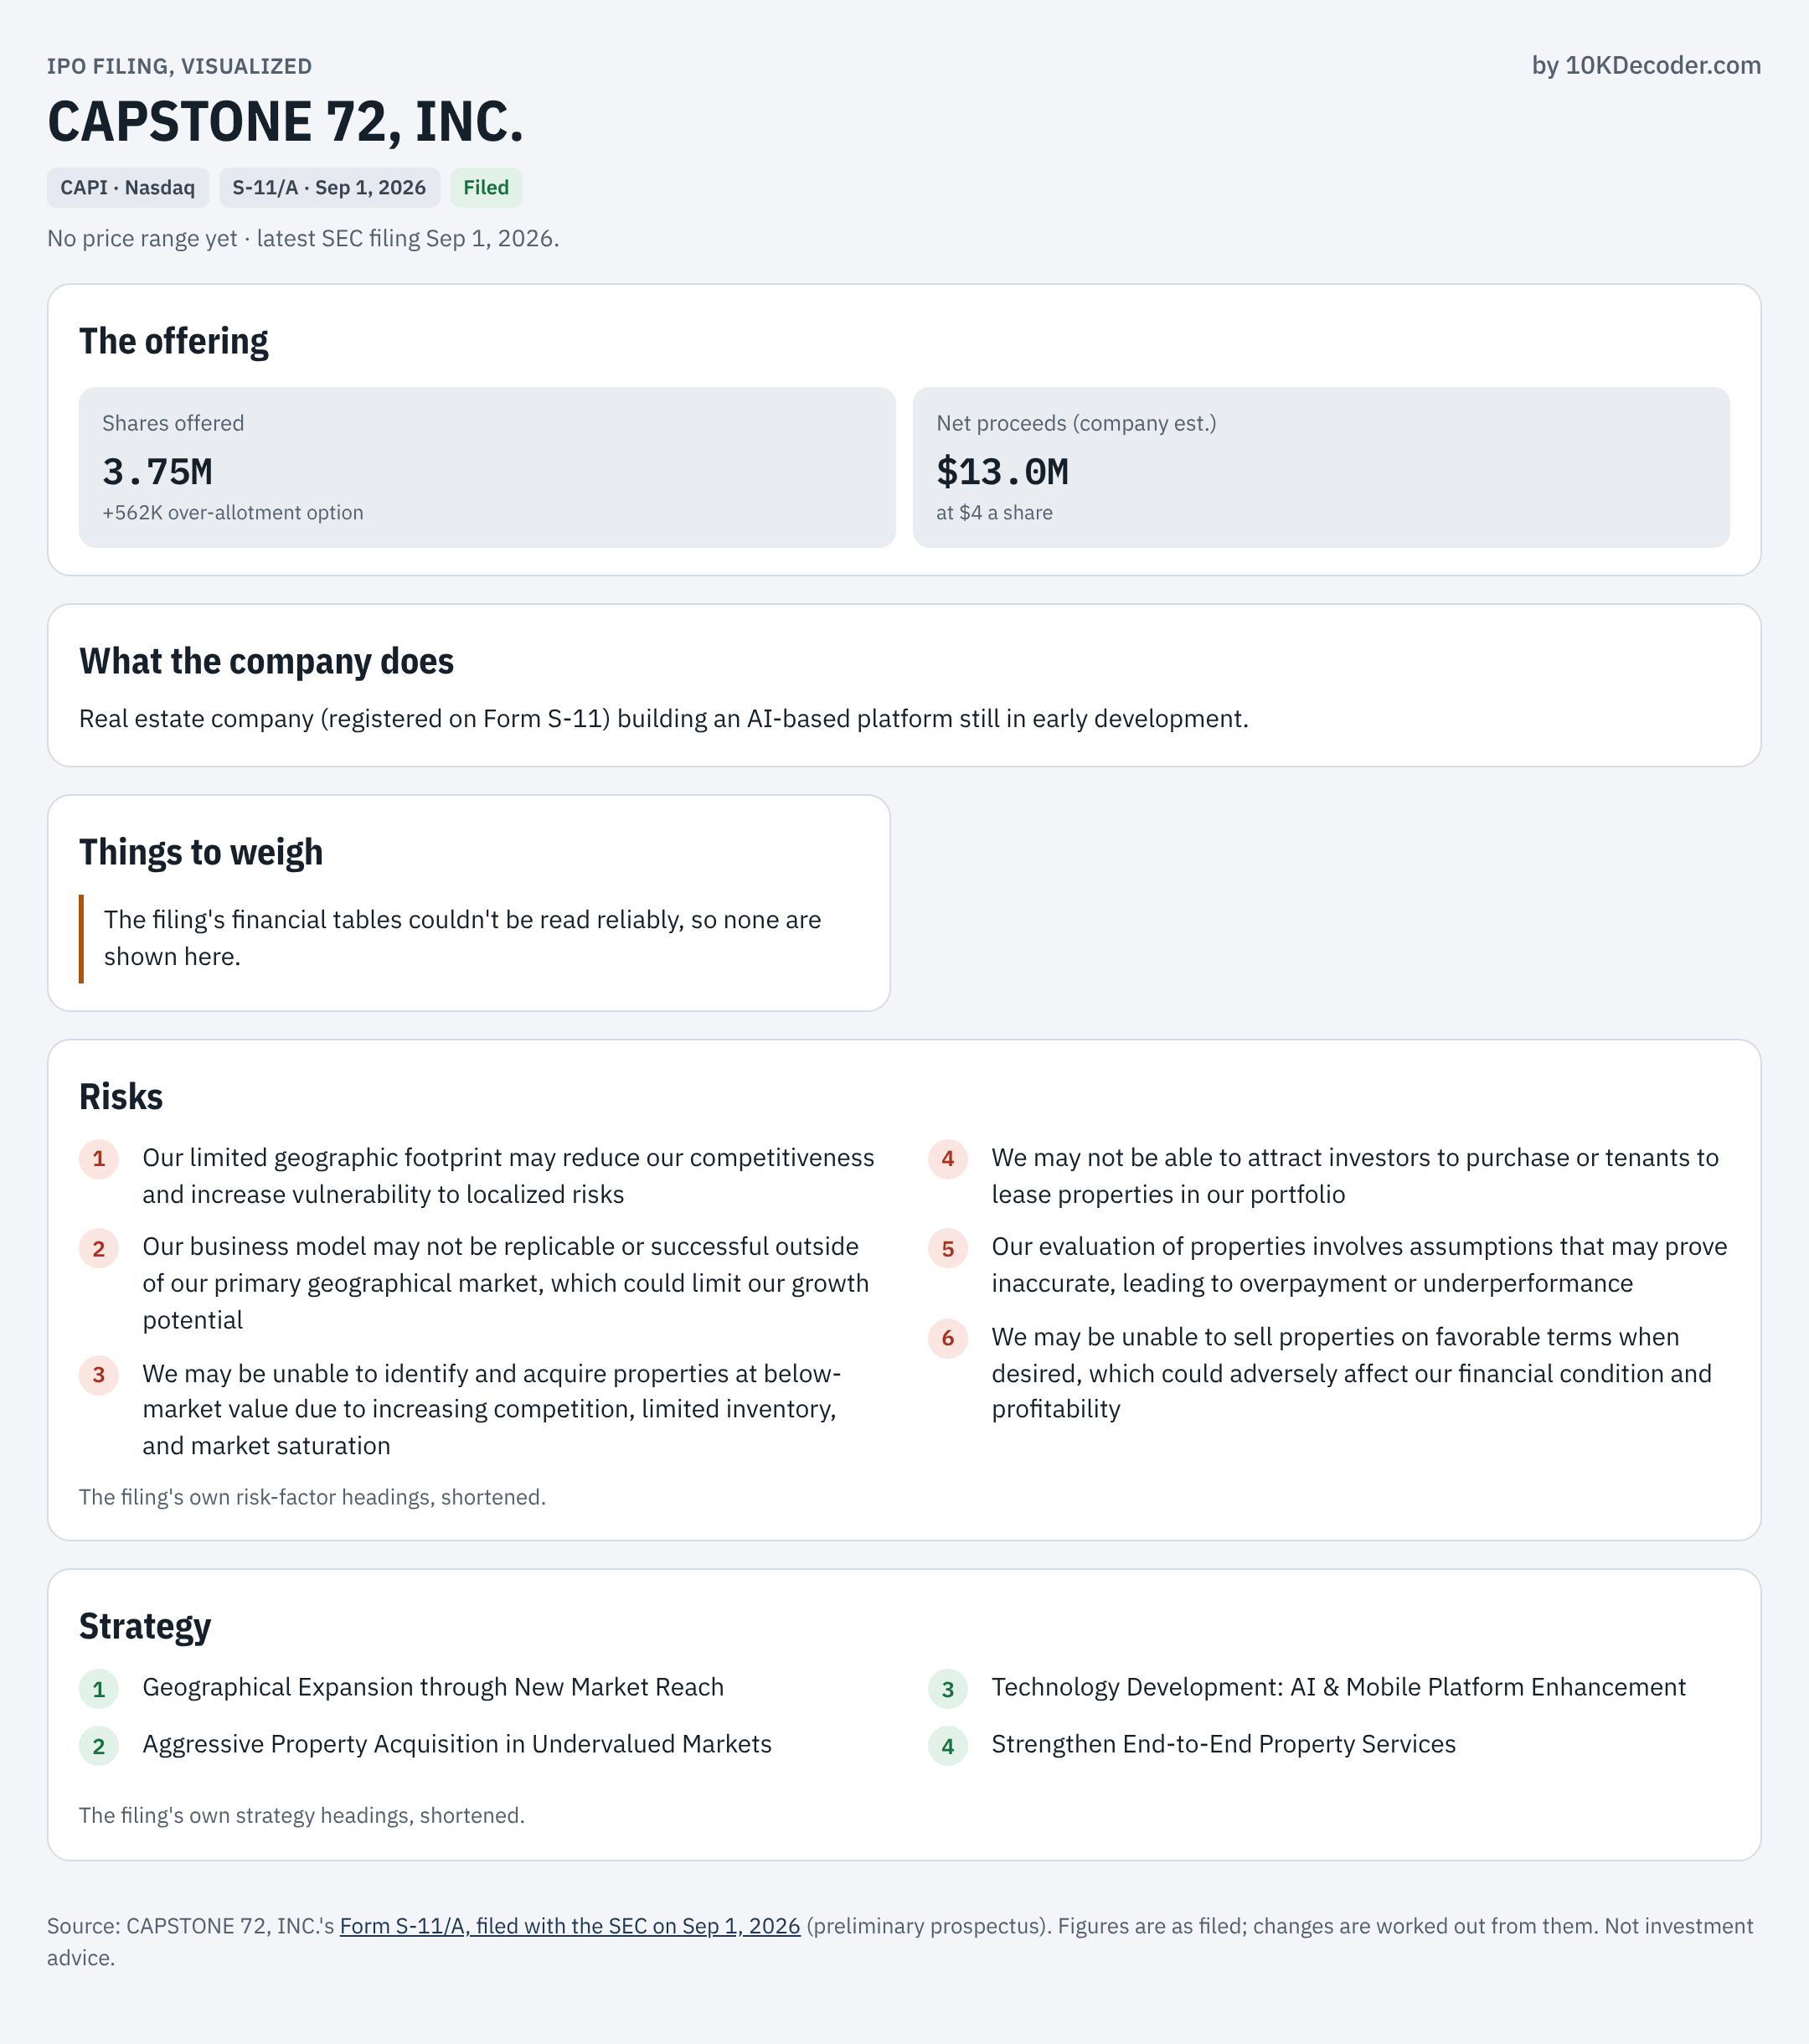 IPO FILING, VISUALIZED
by 10KDecoder.com
CAPSTONE 72, INC.
CAPI · Nasdaq
S-11/A · Sep 1, 2026
Filed
No price range yet · latest SEC filing Sep 1, 2026.
The offering
Shares offered
3.75M
+562K over-allotment option
Net proceeds (company est.)
$13.0M
at $4 a share
What the company does
Real estate company (registered on Form S-11) building an AI-based platform still in early development.
Things to weigh
The filing's financial tables couldn't be read reliably, so none are
shown here.
Risks
1 Our limited geographic footprint may reduce our competitiveness
and increase vulnerability to localized risks
2 Our business model may not be replicable or successful outside
of our primary geographical market, which could limit our growth
potential
3 We may be unable to identify and acquire properties at below-
market value due to increasing competition, limited inventory,
and market saturation
4 We may not be able to attract investors to purchase or tenants to
lease properties in our portfolio
5 Our evaluation of properties involves assumptions that may prove
inaccurate, leading to overpayment or underperformance
6 We may be unable to sell properties on favorable terms when
desired, which could adversely affect our financial condition and
profitability
The filing's own risk-factor headings, shortened.
Strategy
1 Geographical Expansion through New Market Reach
2 Aggressive Property Acquisition in Undervalued Markets
3 Technology Development: AI & Mobile Platform Enhancement
4 Strengthen End-to-End Property Services
The filing's own strategy headings, shortened.
Source: CAPSTONE 72, INC.'s Form S-11/A, filed with the SEC on Sep 1, 2026 (preliminary prospectus). Figures are as filed; changes are worked out from them. Not investment
advice.